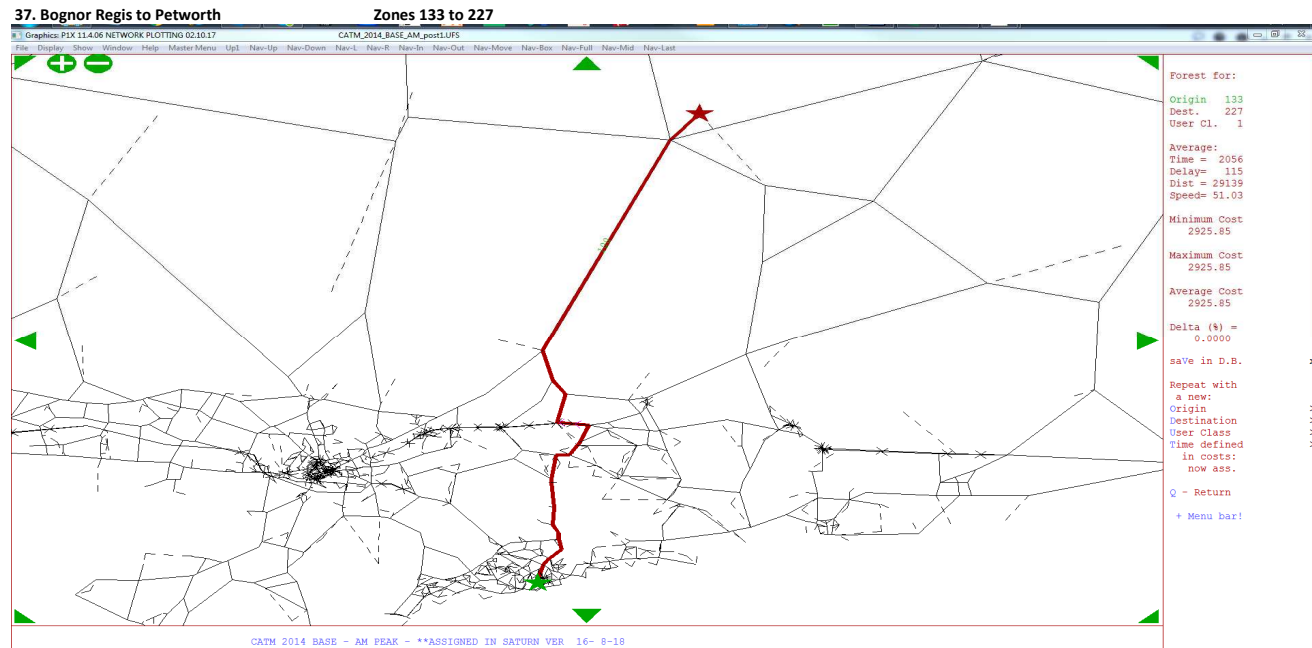 37. Bognor Regis to Petworth Zones 133 to 227
Graphics: P1X 11.4.06 NETWORK PLOTTING 02.10.17 CATM_2014_BASE_AM_post1.UFS
File Display Show Window Help Master Menu Up1 Nav-Up Nav-Down Nav-L Nav-R Nav-In Nav-Out Nav-Move Nav-Box Nav-Full Nav-Mid Nav-Last
Forest for:
Origin 133
Dest. 227
User Cl. 1
Average:
Time = 2056
Delay= 115
Dist = 29139
Speed= 51.03
Minimum Cost
2925.85
Maximum Cost
2925.85
Average Cost
2925.85
Delta (%) =
0.0000
saVe in D.B.
Repeat with
a new:
Origin
Destination
User Class
Time defined
in costs:
now ass.
Q - Return
+ Menu bar!
100
CATM 2014 BASE - AM PEAK - **ASSIGNED IN SATURN VER 16- 8-18